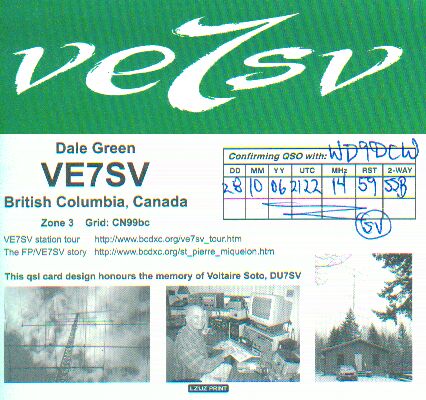 ve7sv
Dale Green
VE7SV
British Columbia, Canada
Zone 3 Grid: CN99bc
Confirming QSO with: WD9DCW
DD MM YY UTC MHz RST 2-WAY
28 10 06 2122 14 59 SSB
SV
VE7SV station tour http://www.bcdxc.org/ve7sv_tour.htm
The FP/VE7SV story http://www.bcdxc.org/st_pierre_miquelon.htm
This qsl card design honours the memory of Voltaire Soto, DU7SV
LZ1JZ PRINT